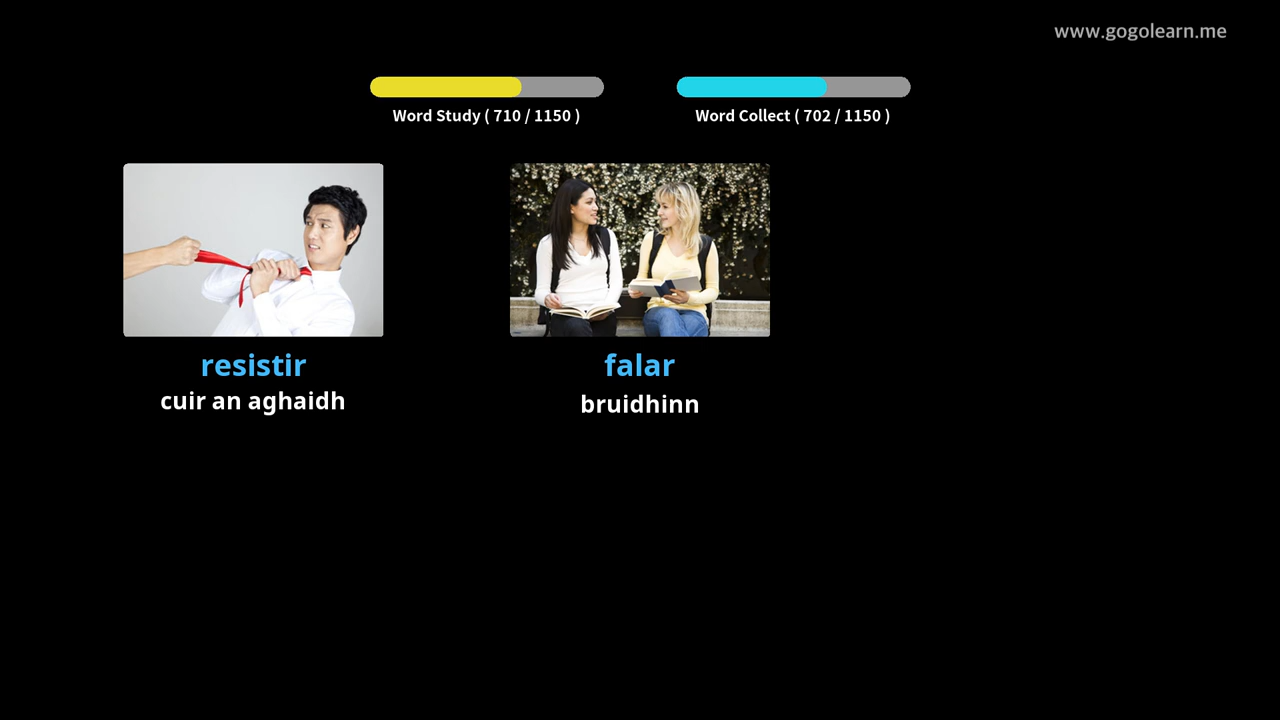 www.gogolearn.me
Word Study ( 710 / 1150 )
Word Collect ( 702 / 1150 )
resistir
cuir an aghaidh
falar
bruidhinn